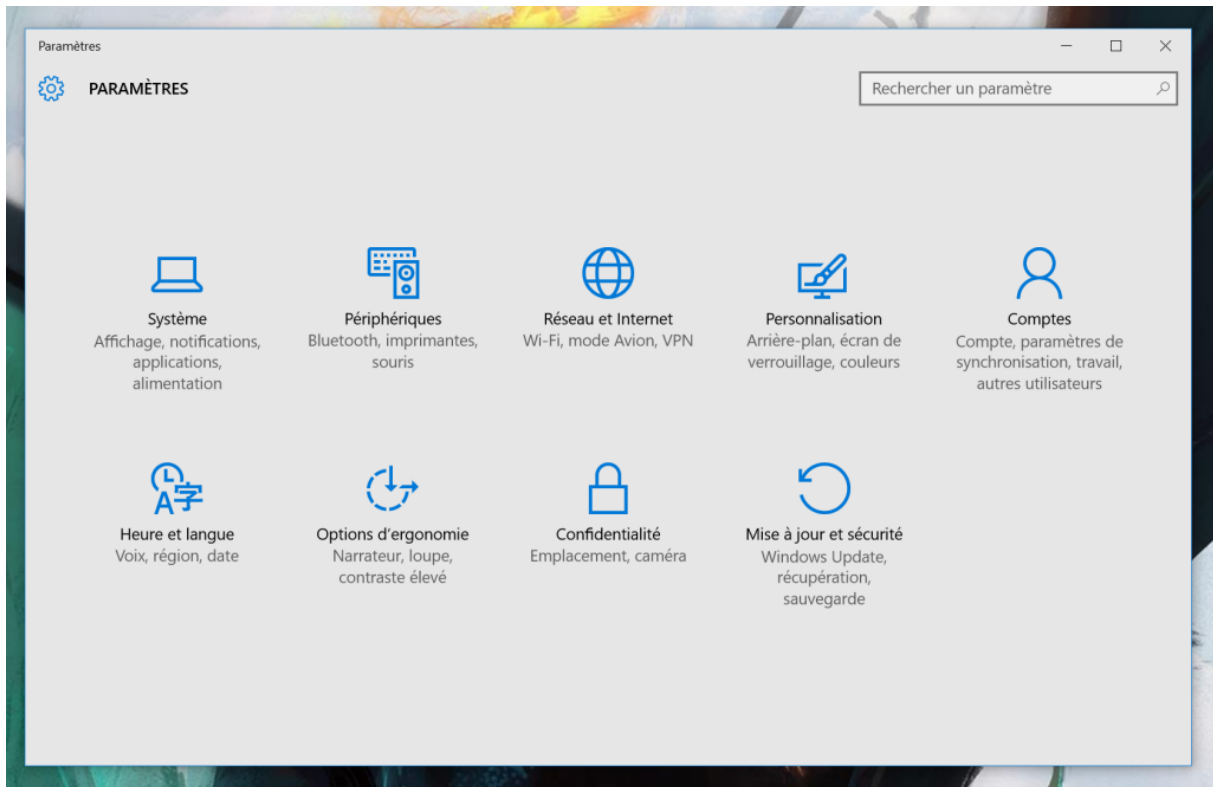 Paramètres
PARAMÈTRES
Rechercher un paramètre
Système
Affichage, notifications,
applications,
alimentation
Périphériques
Bluetooth, imprimantes,
souris
Réseau et Internet
Wi-Fi, mode Avion, VPN
Personnalisation
Arrière-plan, écran de
verrouillage, couleurs
Comptes
Compte, paramètres de
synchronisation, travail,
autres utilisateurs
A字
Heure et langue
Voix, région, date
Options d'ergonomie
Narrateur, loupe,
contraste élevé
Confidentialité
Emplacement, caméra
Mise à jour et sécurité
Windows Update,
récupération,
sauvegarde